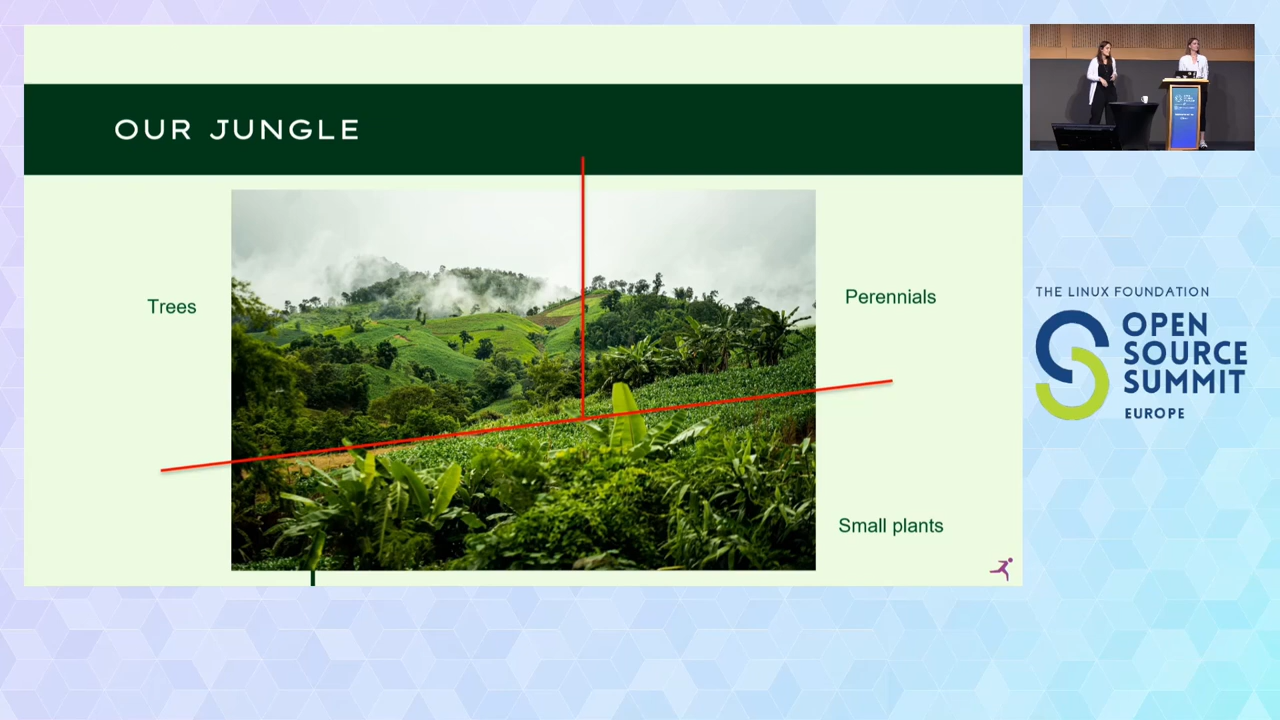 OUR JUNGLE
Trees
Perennials
Small plants
THE LINUX FOUNDATION
OPEN
SOURCE
SUMMIT
EUROPE